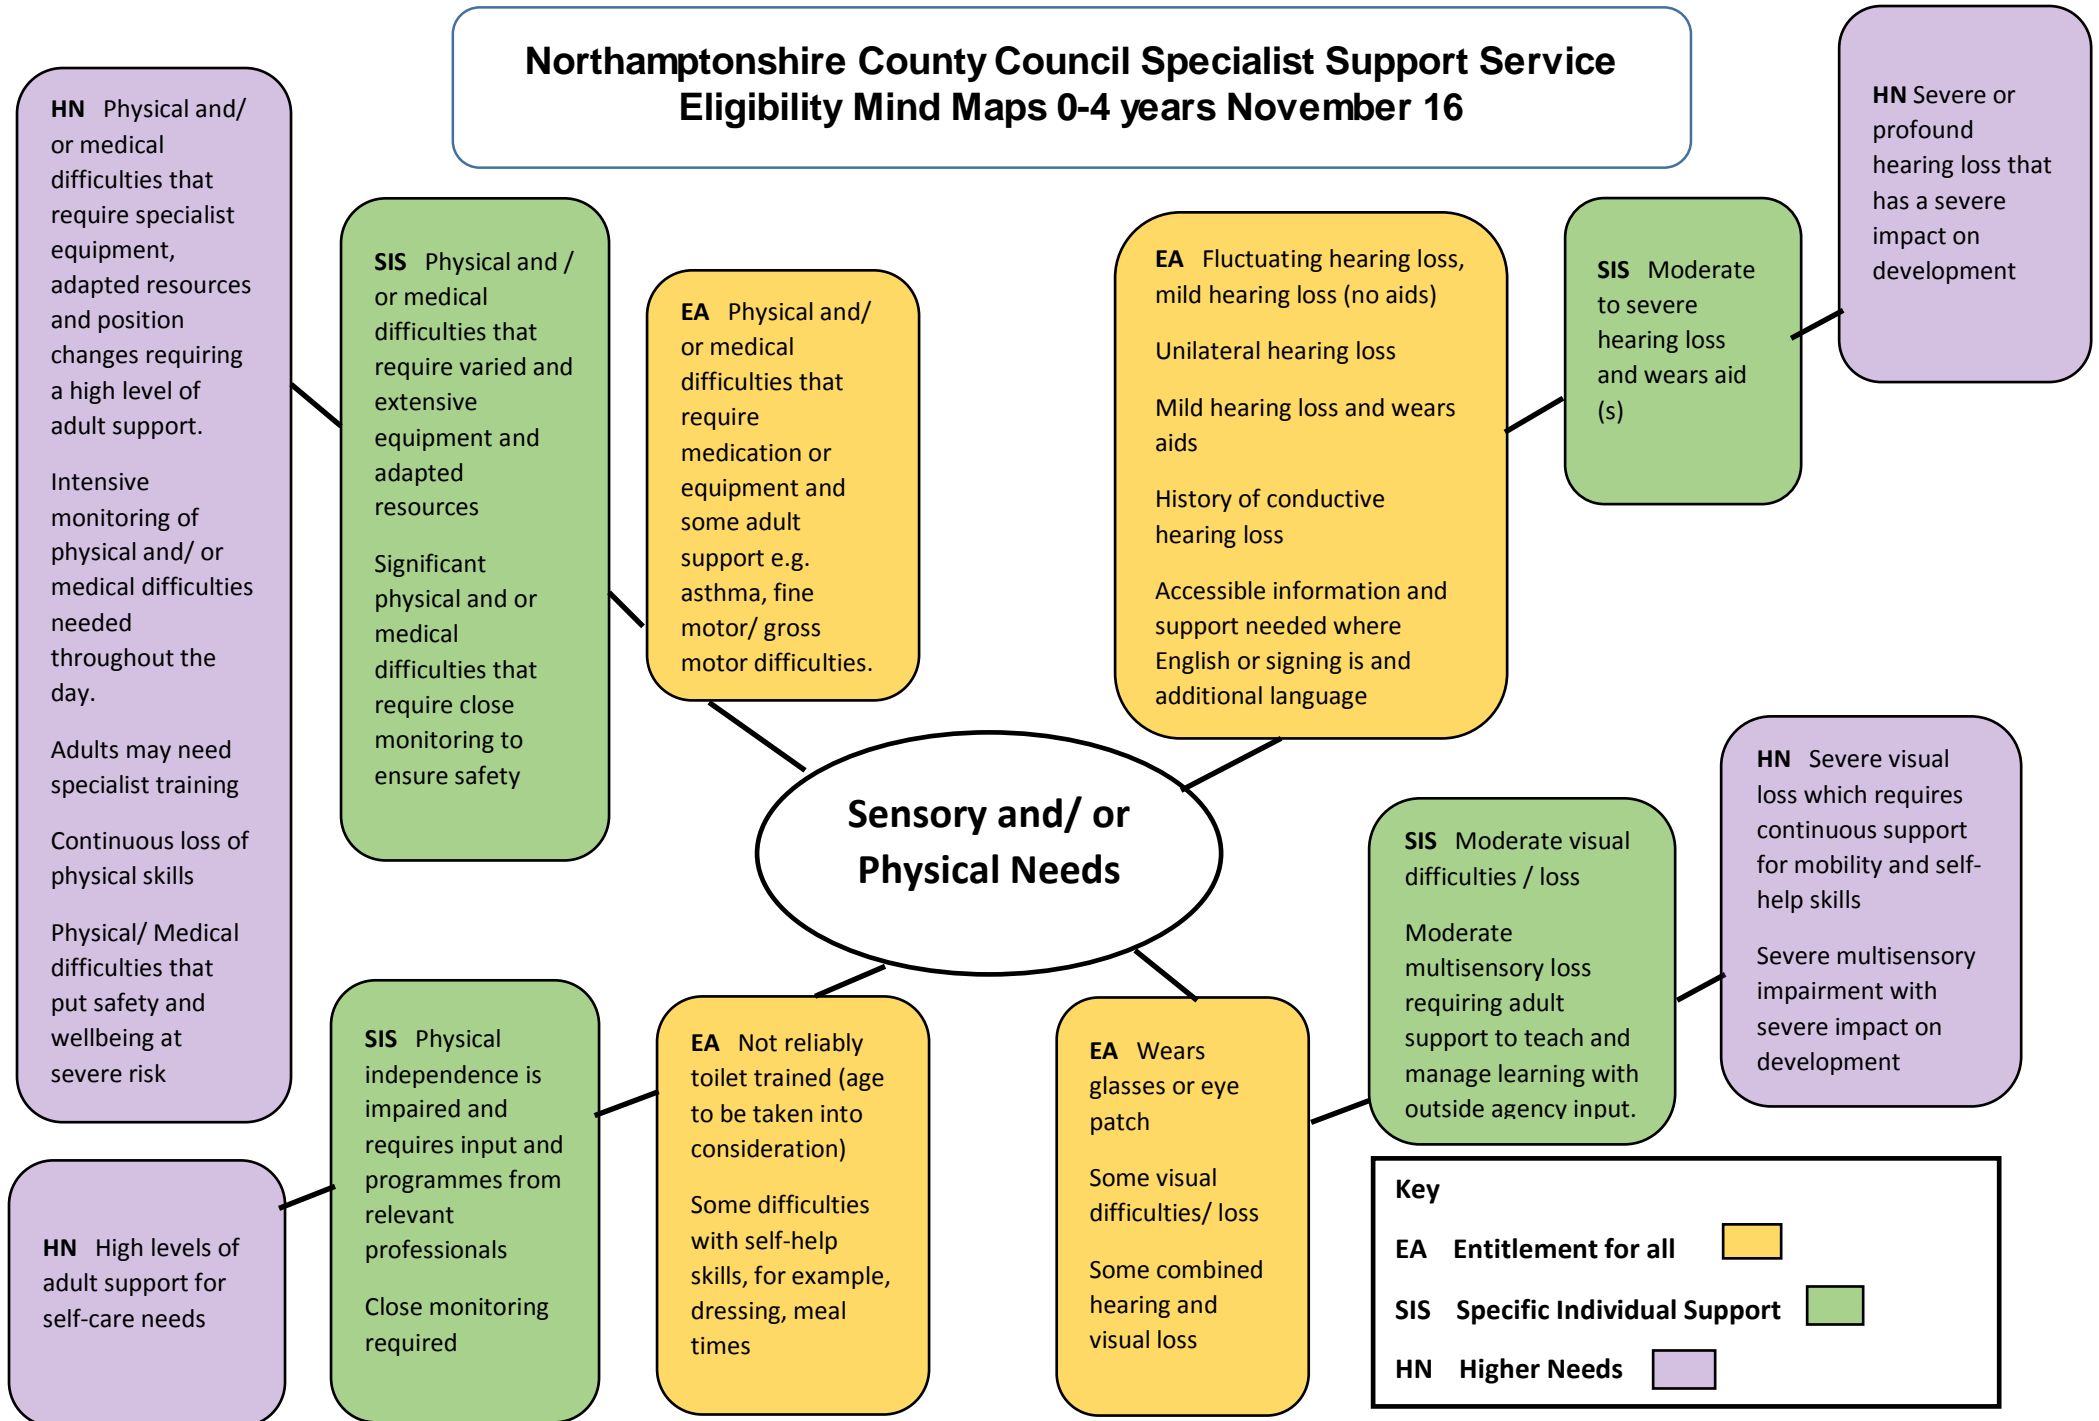 Northamptonshire County Council Specialist Support Service
Eligibility Mind Maps 0-4 years November 16
HN Physical and/
or medical
difficulties that
require specialist
equipment,
adapted resources
and position
changes requiring
a high level of
adult support.
Intensive
monitoring of
physical and/ or
medical difficulties
needed
throughout the
day.
Adults may need
specialist training
Continuous loss of
physical skills
Physical/ Medical
difficulties that
put safety and
wellbeing at
severe risk
SIS Physical and /
or medical
difficulties that
require varied and
extensive
equipment and
adapted
resources
Significant
physical and or
medical
difficulties that
require close
monitoring to
ensure safety
EA Physical and/
or medical
difficulties that
require
medication or
equipment and
some adult
support e.g.
asthma, fine
motor/ gross
motor difficulties.
EA Fluctuating hearing loss,
mild hearing loss (no aids)
Unilateral hearing loss
Mild hearing loss and wears
aids
History of conductive
hearing loss
Accessible information and
support needed where
English or signing is and
additional language
SIS Moderate
to severe
hearing loss
and wears aid
(s)
HN Severe or
profound
hearing loss that
has a severe
impact on
development
Sensory and/ or
Physical Needs
SIS Moderate visual
difficulties / loss
Moderate
multisensory loss
requiring adult
support to teach and
manage learning with
outside agency input.
HN Severe visual
loss which requires
continuous support
for mobility and self-
help skills
Severe multisensory
impairment with
severe impact on
development
HN High levels of
adult support for
self-care needs
SIS Physical
independence is
impaired and
requires input and
programmes from
relevant
professionals
Close monitoring
required
EA Not reliably
toilet trained (age
to be taken into
consideration)
Some difficulties
with self-help
skills, for example,
dressing, meal
times
EA Wears
glasses or eye
patch
Some visual
difficulties/ loss
Some combined
hearing and
visual loss
Key
EA Entitlement for all
SIS Specific Individual Support
HN Higher Needs